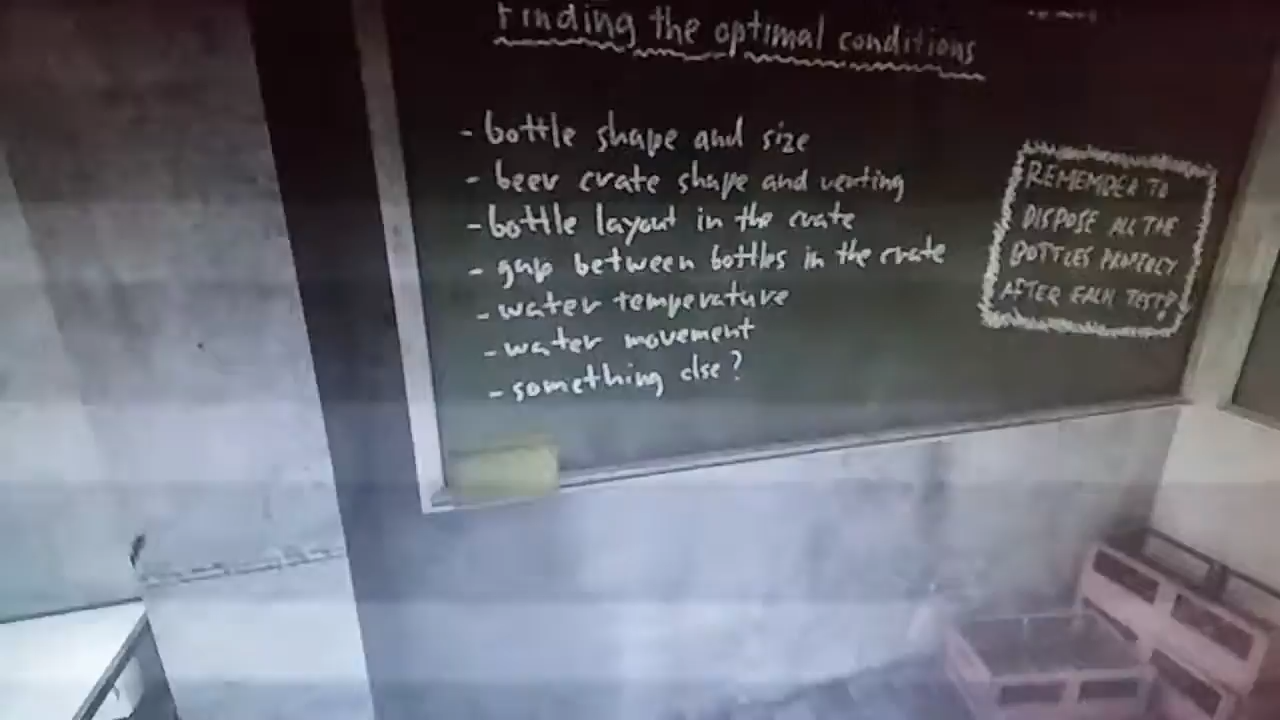 Finding the optimal conditions
- bottle shape and size
- beer crate shape and venting
- bottle layout in the crate
- gap between bottles in the crate
- water temperature
- water movement
- something else?
REMEMBER TO
DISPOSE ALL THE
BOTTLES PROPERLY
AFTER EACH TEST!